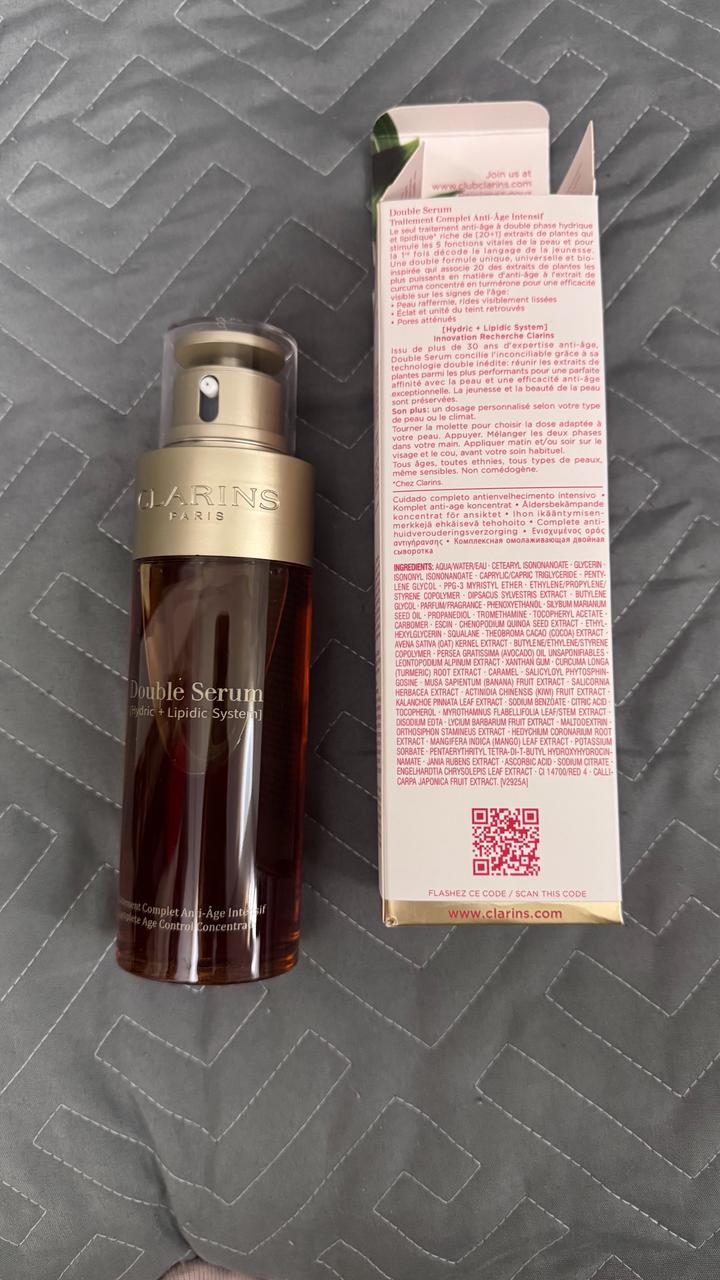 CLARINS
PARIS
Double Serum
[Hydric + Lipidic System]
Complet Anti-Âge Intensif
Age Control Concentrate
Join us at
www.clubclarins.com
Double Serum
Traitement Complet Anti-Âge Intensif
Le seul traitement anti-âge à double phase hydrique
et lipidique* riche de [20+1] extraits de plantes qui
stimule les 5 fonctions vitales de la peau et pour
la 1re fois décode le langage de la jeunesse.
Une double formule unique, universelle et bio-
inspirée qui associe 20 des extraits de plantes les
plus puissants en matière d'anti-âge à l'extrait de
curcuma concentré en turmérone pour une efficacité
visible sur les signes de l'âge:
• Peau raffermie, rides visiblement lissées
• Éclat et unité du teint retrouvés
• Pores atténués
[Hydric + Lipidic System]
Innovation Recherche Clarins
Issu de plus de 30 ans d'expertise anti-âge,
Double Serum concilie l'inconciliable grâce à sa
technologie double inédite: réunir les extraits de
plantes parmi les plus performants pour une parfaite
affinité avec la peau et une efficacité anti-âge
exceptionnelle. La jeunesse et la beauté de la peau
sont préservées.
Son plus: un dosage personnalisé selon votre type
de peau ou le climat.
Tourner la molette pour choisir la dose adaptée à
votre peau. Appuyer. Mélanger les deux phases
dans votre main. Appliquer matin et/ou soir sur le
visage et le cou, avant votre soin habituel.
Tous âges, toutes ethnies, tous types de peaux,
même sensibles. Non comédogène.
*Chez Clarins.
Cuidado completo antienvelhecimento intensivo •
Komplet anti-age koncentrat • Åldersbekämpande
koncentrat för ansiktet • Ihon ikääntymisen-
merkkejä ehkäisevä tehohoito • Complete anti-
huidverouderingsverzorging • Ενισχυμένος ορός
αντιγήρανσης • Комплексная омолаживающая двойная
сыворотка
INGREDIENTS: AQUA/WATER/EAU · CETEARYL ISONONANOATE · GLYCERIN ·
ISONONYL ISONONANOATE · CAPRYLIC/CAPRIC TRIGLYCERIDE · PENTY-
LENE GLYCOL · PPG-3 MYRISTYL ETHER · ETHYLENE/PROPYLENE/
STYRENE COPOLYMER · DIPSACUS SYLVESTRIS EXTRACT · BUTYLENE
GLYCOL · PARFUM/FRAGRANCE · PHENOXYETHANOL · SILYBUM MARIANUM
SEED OIL · PROPANEDIOL · TROMETHAMINE · TOCOPHERYL ACETATE ·
CARBOMER · ESCIN · CHENOPODIUM QUINOA SEED EXTRACT · ETHYL-
HEXYLGLYCERIN · SQUALANE · THEOBROMA CACAO (COCOA) EXTRACT ·
AVENA SATIVA (OAT) KERNEL EXTRACT · BUTYLENE/ETHYLENE/STYRENE
COPOLYMER · PERSEA GRATISSIMA (AVOCADO) OIL UNSAPONIFIABLES ·
LEONTOPODIUM ALPINUM EXTRACT · XANTHAN GUM · CURCUMA LONGA
(TURMERIC) ROOT EXTRACT · CARAMEL · SALICYLOYL PHYTOSPHIN-
GOSINE · MUSA SAPIENTUM (BANANA) FRUIT EXTRACT · SALICORNIA
HERBACEA EXTRACT · ACTINIDIA CHINENSIS (KIWI) FRUIT EXTRACT ·
KALANCHOE PINNATA LEAF EXTRACT · SODIUM BENZOATE · CITRIC ACID ·
TOCOPHEROL · MYROTHAMNUS FLABELLIFOLIA LEAF/STEM EXTRACT ·
DISODIUM EDTA · LYCIUM BARBARUM FRUIT EXTRACT · MALTODEXTRIN ·
ORTHOSIPHON STAMINEUS EXTRACT · HEDYCHIUM CORONARIUM ROOT
EXTRACT · MANGIFERA INDICA (MANGO) LEAF EXTRACT · POTASSIUM
SORBATE · PENTAERYTHRITYL TETRA-DI-T-BUTYL HYDROXYHYDROCIN-
NAMATE · JANIA RUBENS EXTRACT · ASCORBIC ACID · SODIUM CITRATE ·
ENGELHARDTIA CHRYSOLEPIS LEAF EXTRACT · CI 14700/RED 4 · CALLI-
CARPA JAPONICA FRUIT EXTRACT. [V2925A]
FLASHEZ CE CODE / SCAN THIS CODE
www.clarins.com